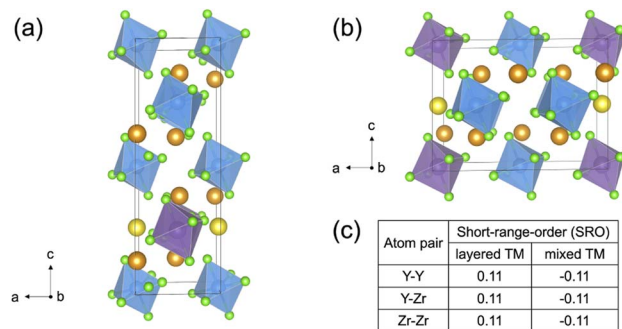 (a)
c
a
b
(b)
c
a
b
(c)
Atom pair Short-range-order (SRO)
layered TM mixed TM
Y-Y 0.11 -0.11
Y-Zr 0.11 -0.11
Zr-Zr 0.11 -0.11